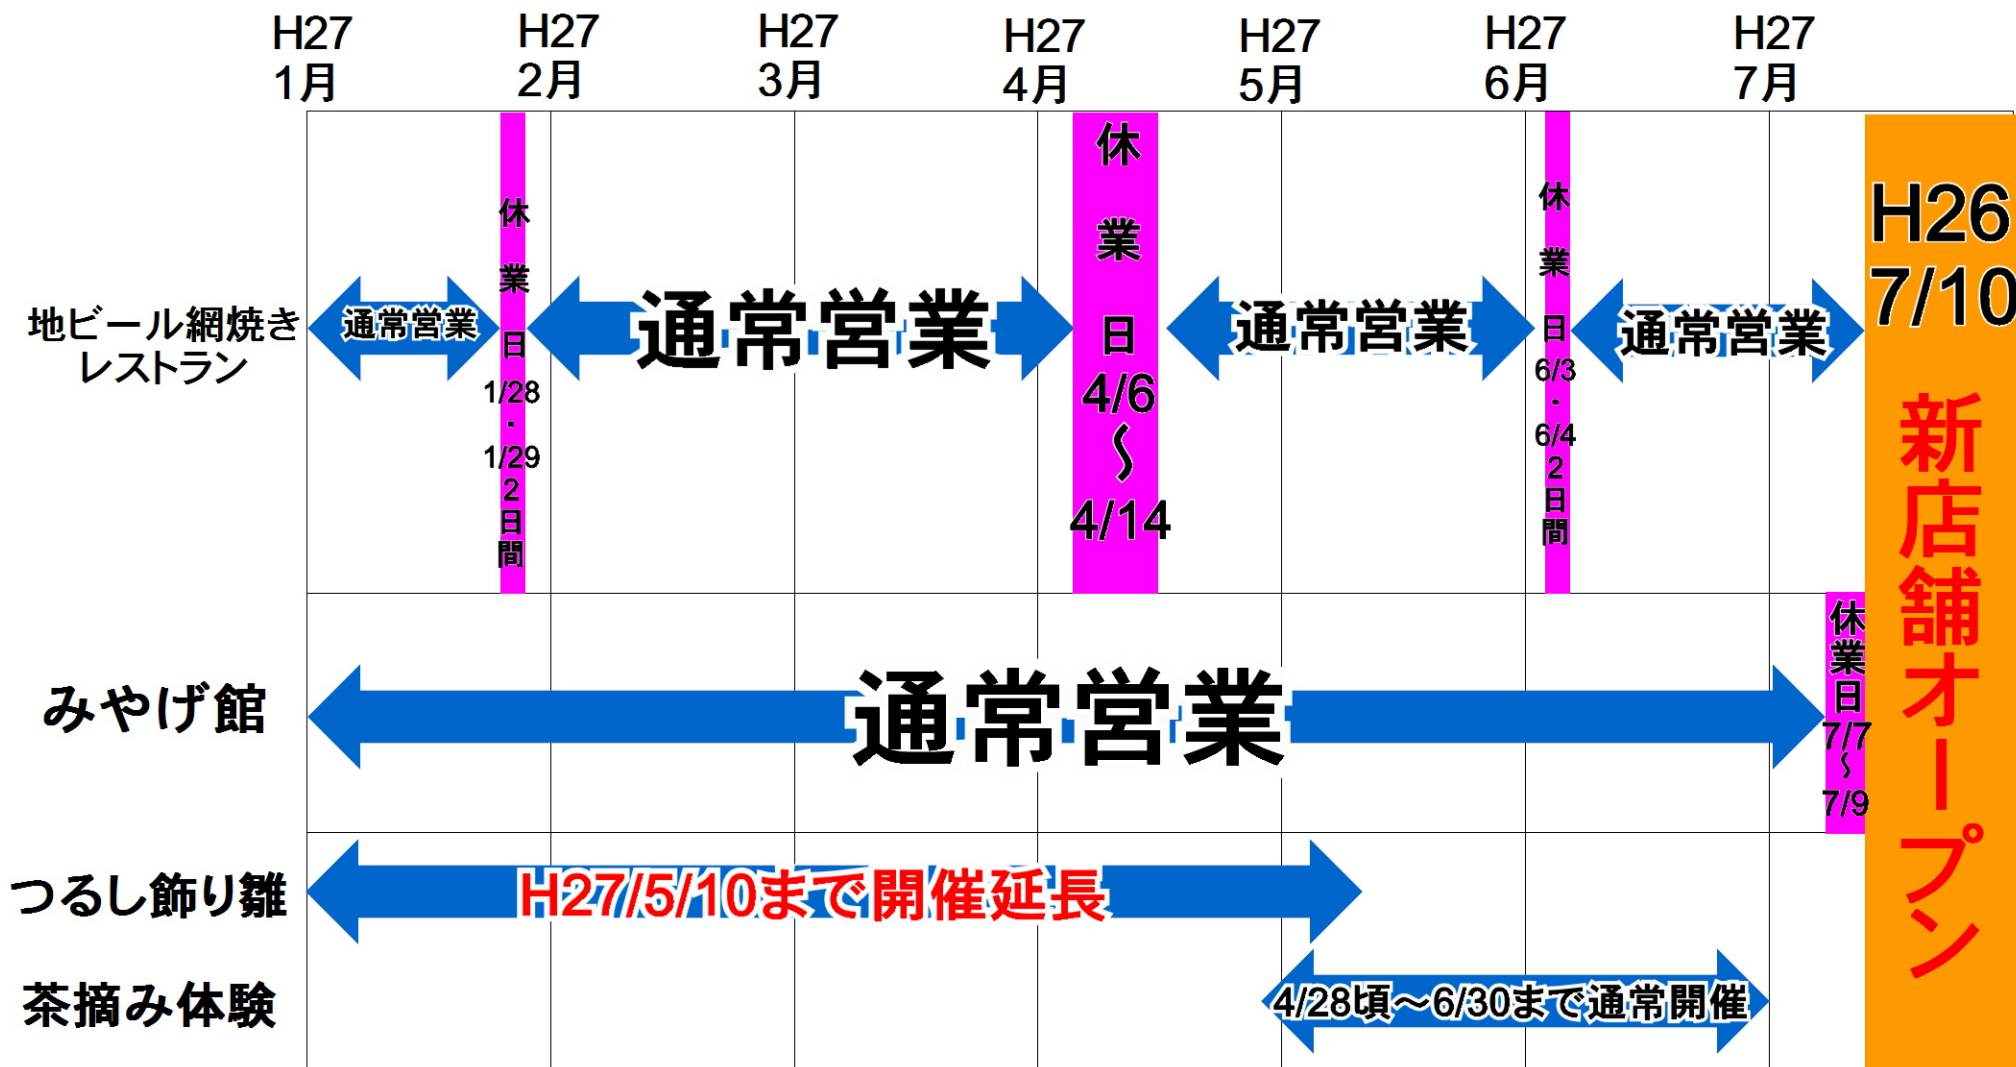 H27
1月
H27
2月
H27
3月
H27
4月
H27
5月
H27
6月
H27
7月
地ビール網焼き
レストラン
通常営業
休業日
1/28
・
1/29
2日間
通常営業
休業日
4/6
〜
4/14
通常営業
休業日
6/3
・
6/4
2日間
通常営業
H26
7/10
新店舗オープン
みやげ館
通常営業
休業日
7/7
〜
7/9
つるし飾り雛
H27/5/10まで開催延長
茶摘み体験
4/28頃〜6/30まで通常開催